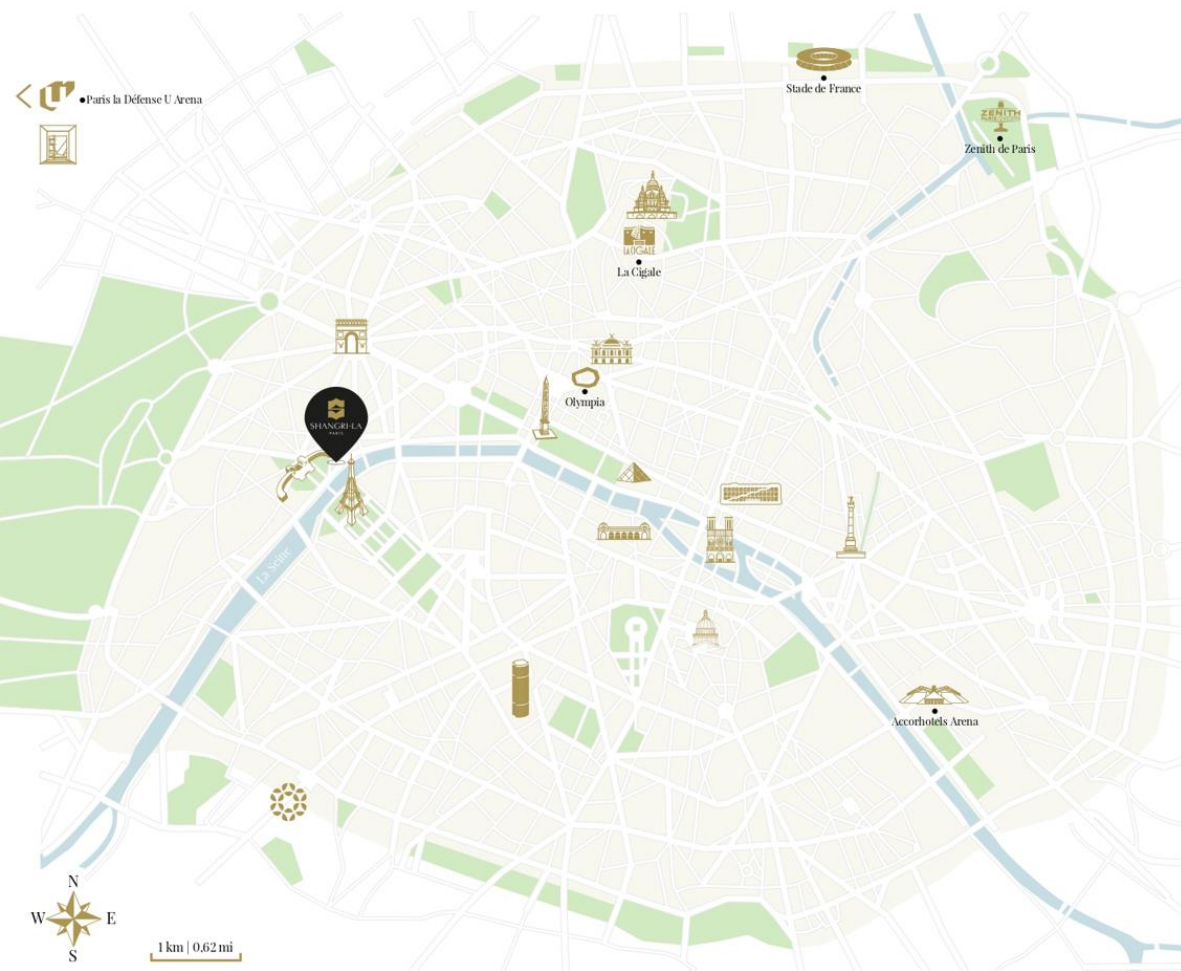 Stade de France
Paris la Défense U Arena
ZENITH
Zenith de Paris
LA CIGALE
La Cigale
SHANGRI-LA
PARIS
Olympia
La Seine
Accorhotels Arena
N
W E
S
1 km | 0,62 mi